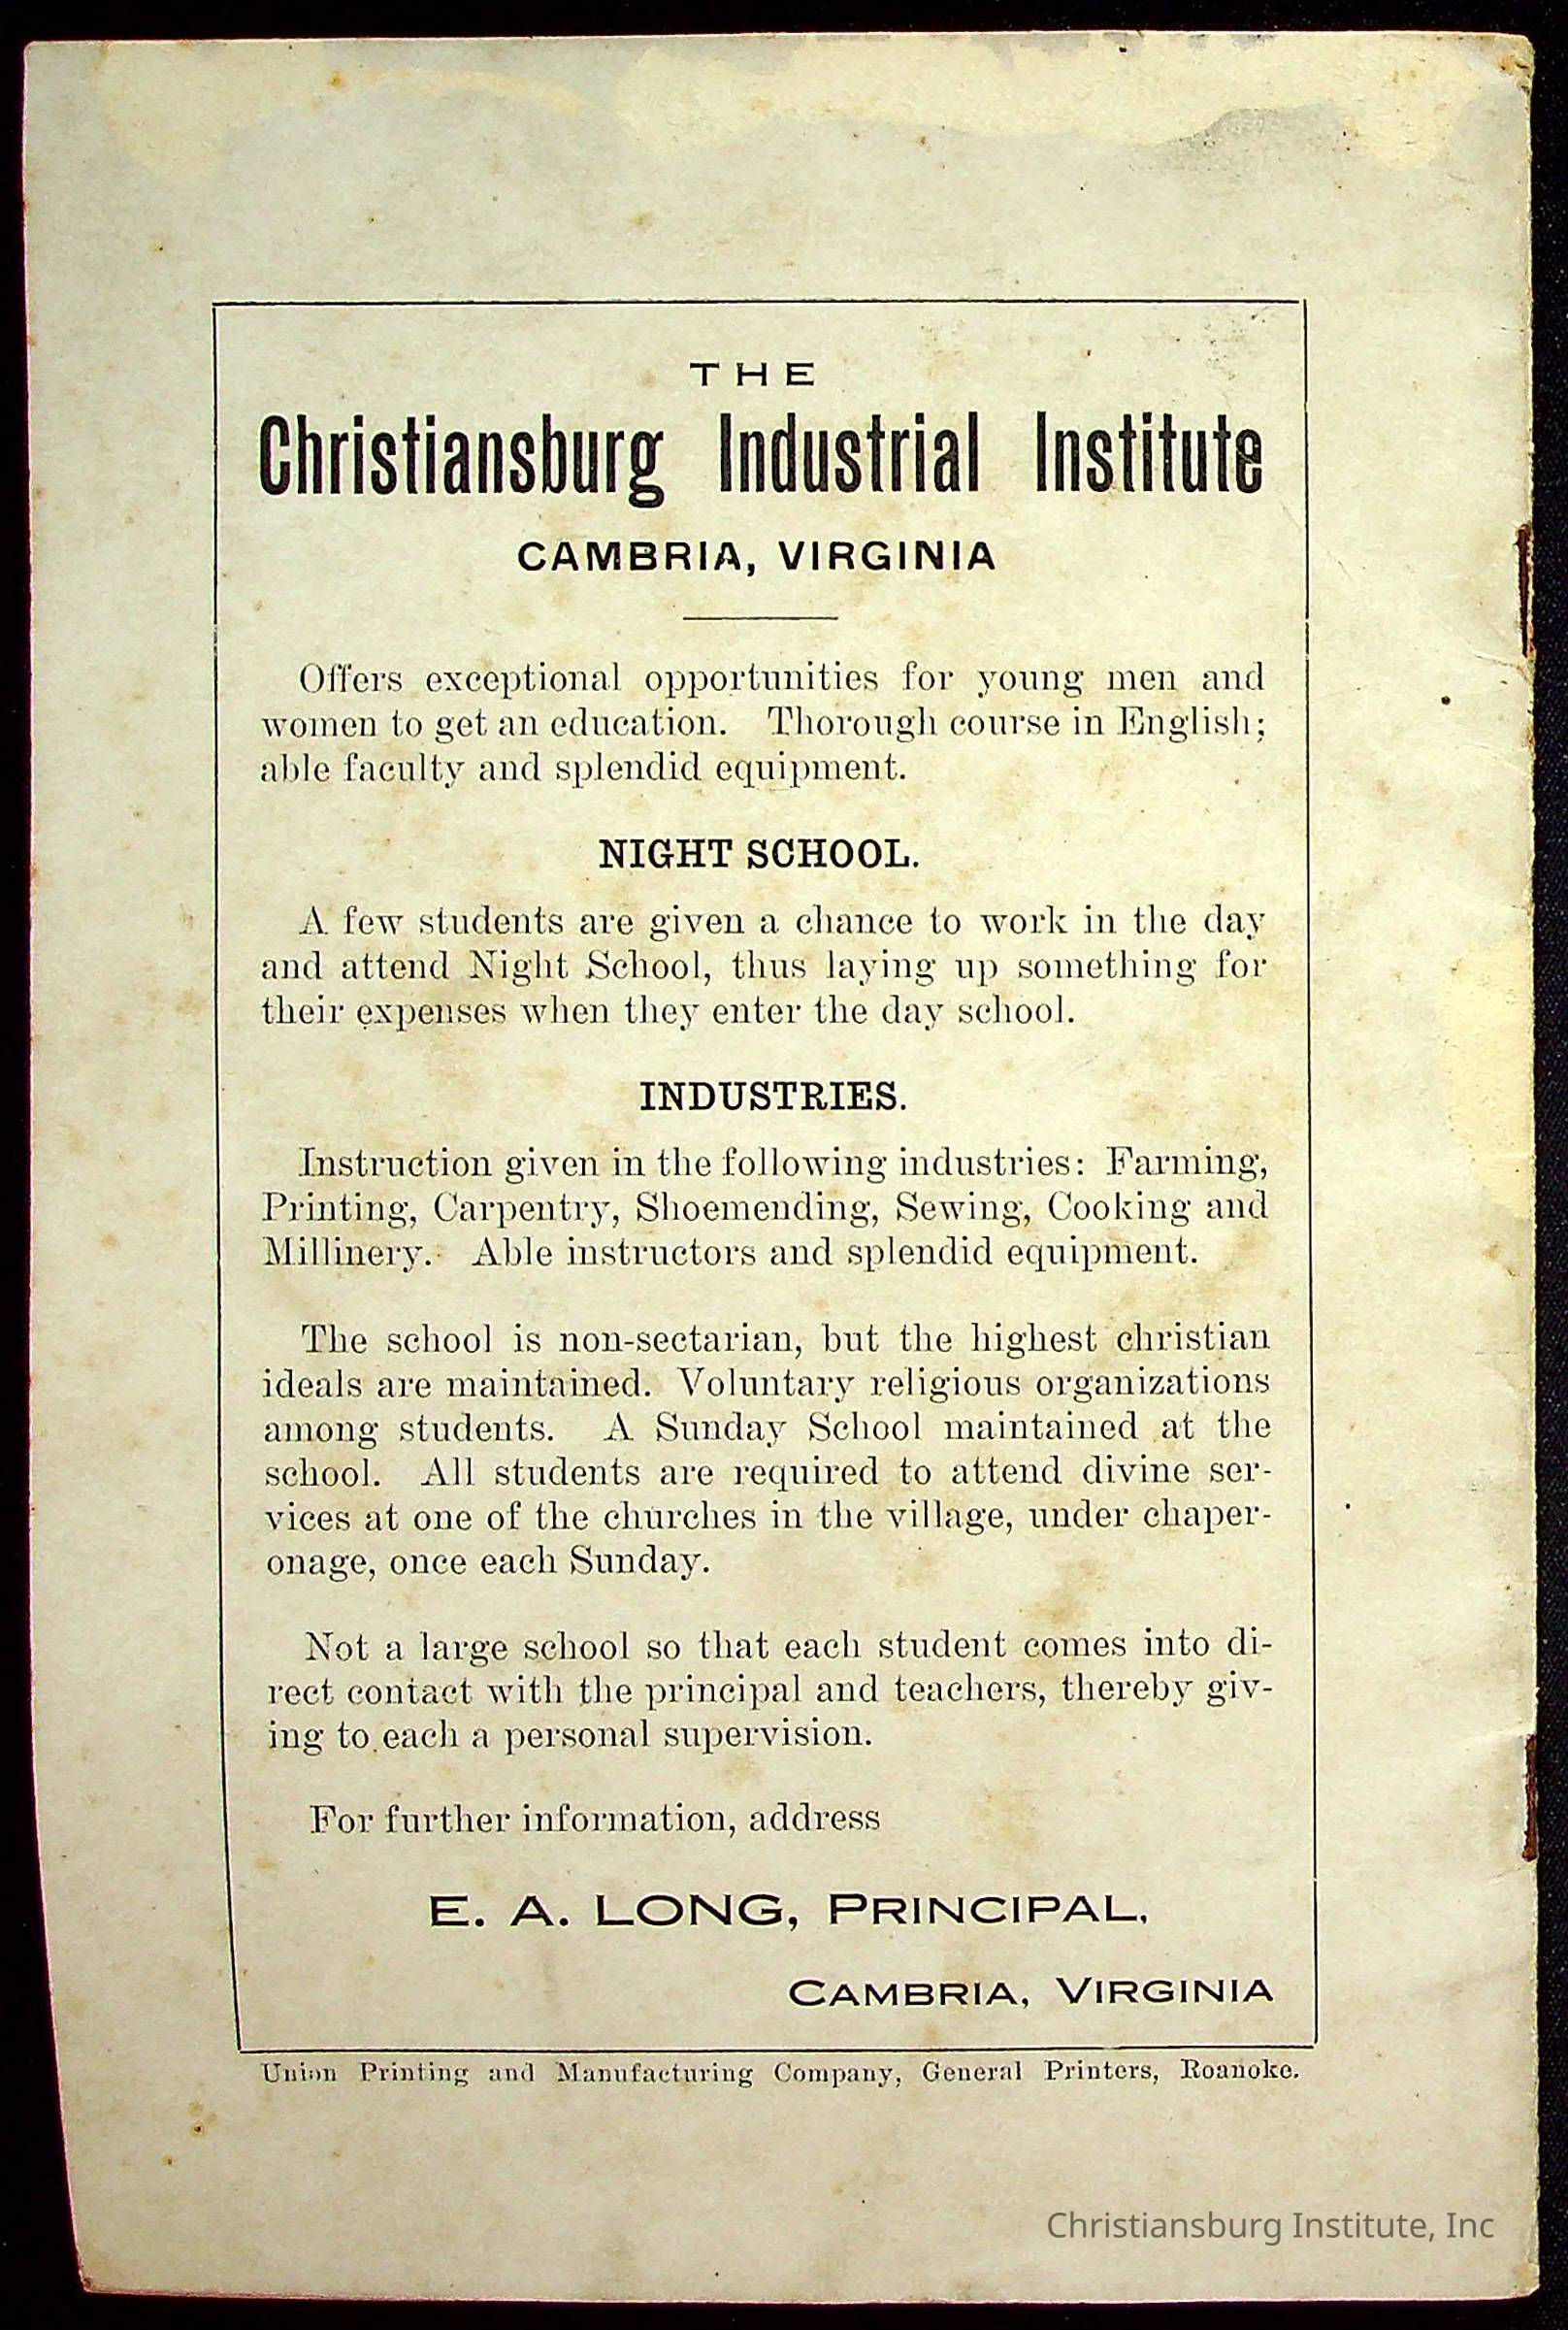 THE
Christiansburg Industrial Institute
CAMBRIA, VIRGINIA
Offers exceptional opportunities for young men and
women to get an education. Thorough course in English;
able faculty and splendid equipment.
NIGHT SCHOOL.
A few students are given a chance to work in the day
and attend Night School, thus laying up something for
their expenses when they enter the day school.
INDUSTRIES.
Instruction given in the following industries: Farming,
Printing, Carpentry, Shoemending, Sewing, Cooking and
Millinery. Able instructors and splendid equipment.
The school is non-sectarian, but the highest christian
ideals are maintained. Voluntary religious organizations
among students. A Sunday School maintained at the
school. All students are required to attend divine ser-
vices at one of the churches in the village, under chaper-
onage, once each Sunday.
Not a large school so that each student comes into di-
rect contact with the principal and teachers, thereby giv-
ing to each a personal supervision.
For further information, address
E. A. LONG, PRINCIPAL,
CAMBRIA, VIRGINIA
Union Printing and Manufacturing Company, General Printers, Roanoke.
Christiansburg Institute, Inc